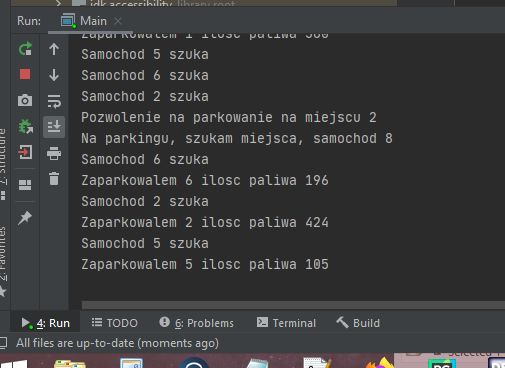 jdk.accessibility library root
Run: Main
Zaparkowalem 1 ilosc paliwa 300
Samochod 5 szuka
Samochod 6 szuka
Samochod 2 szuka
Pozwolenie na parkowanie na miejscu 2
Na parkingu, szukam miejsca, samochod 8
Samochod 6 szuka
Zaparkowalem 6 ilosc paliwa 196
Samochod 2 szuka
Zaparkowalem 2 ilosc paliwa 424
Samochod 5 szuka
Zaparkowalem 5 ilosc paliwa 105
7: Structure
2: Favorites
4: Run TODO 6: Problems Terminal Build
All files are up-to-date (moments ago)